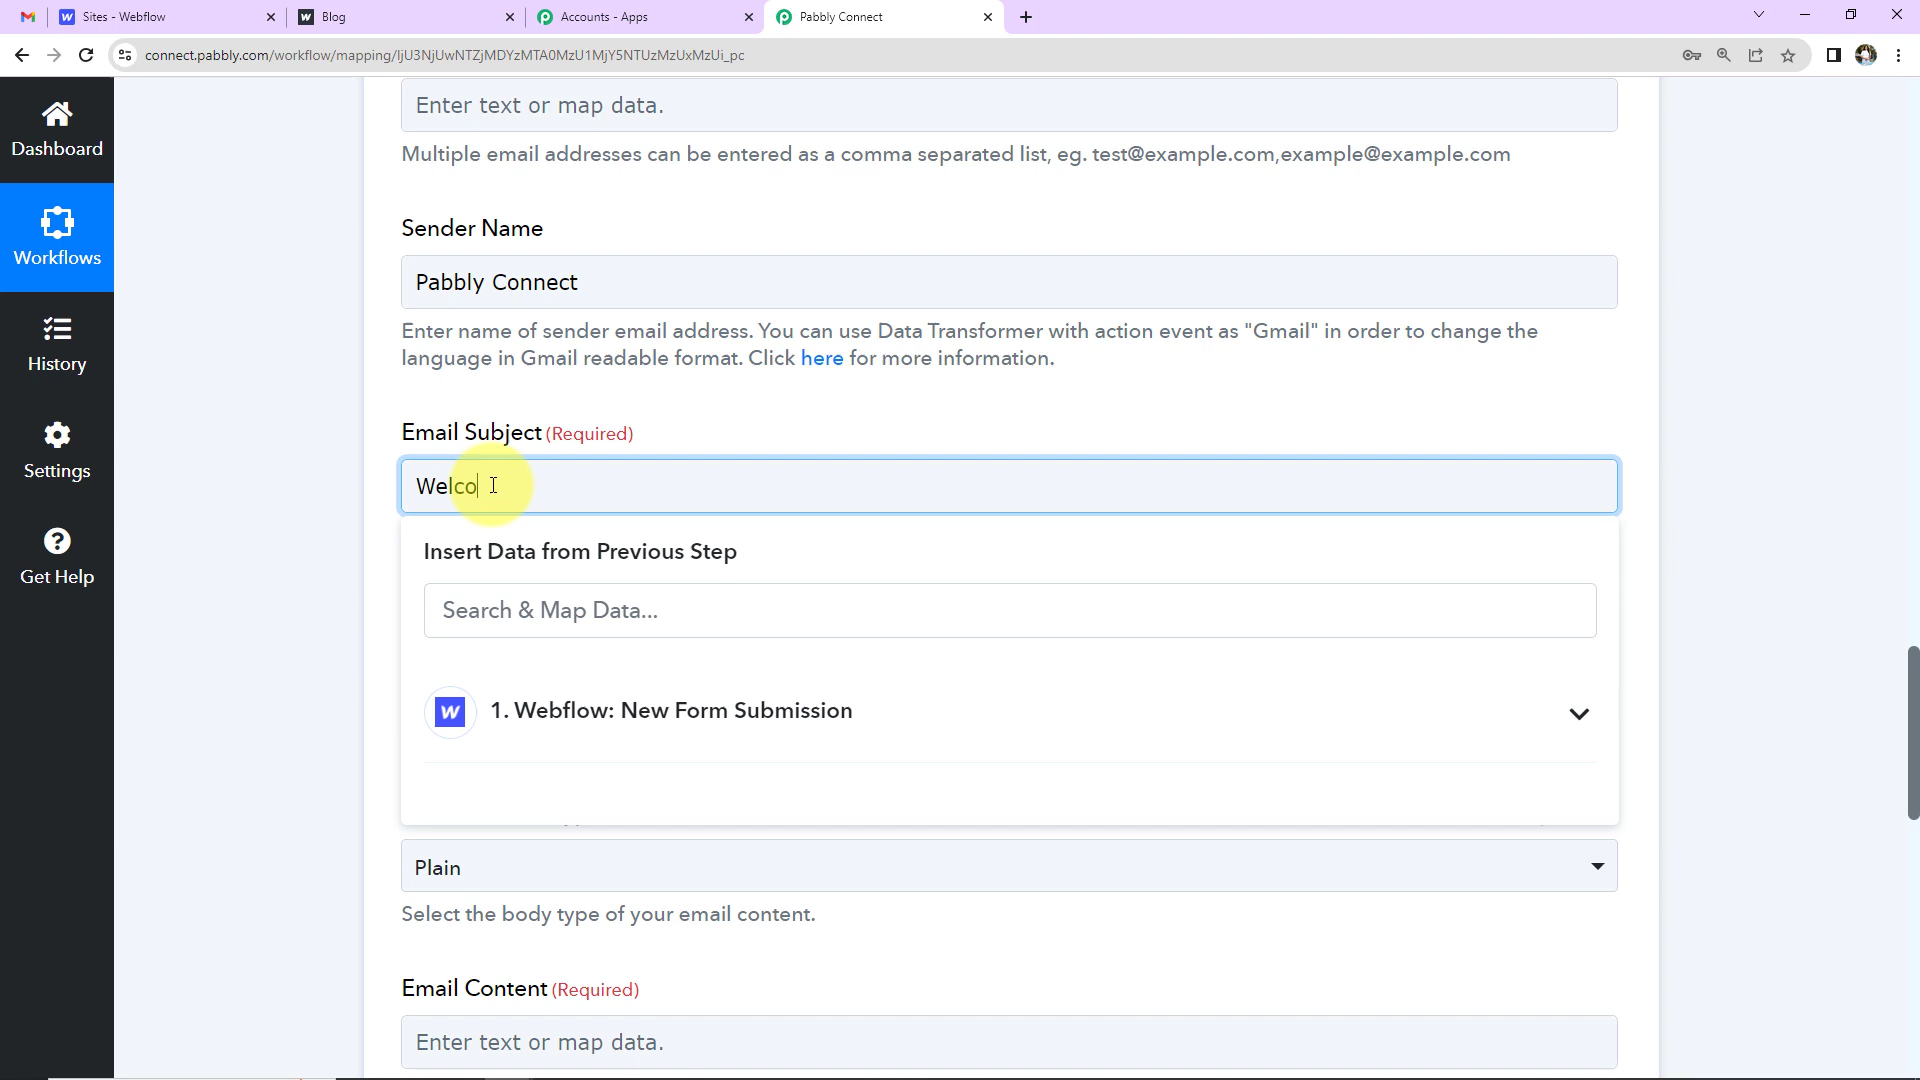 Sites - Webflow
Blog
Accounts - Apps
Pabbly Connect
connect.pabbly.com/workflow/mapping/IjU3NjUwNTZjMDYzMTA0MzU1MjY5NTUzMzUxMzUi_pc
Dashboard
Workflows
History
Settings
Get Help
Enter text or map data.
Multiple email addresses can be entered as a comma separated list, eg. test@example.com,example@example.com
Sender Name
Pabbly Connect
Enter name of sender email address. You can use Data Transformer with action event as "Gmail" in order to change the
language in Gmail readable format. Click here for more information.
Email Subject (Required)
Welco
Insert Data from Previous Step
Search & Map Data...
1. Webflow: New Form Submission
Plain
Select the body type of your email content.
Email Content (Required)
Enter text or map data.